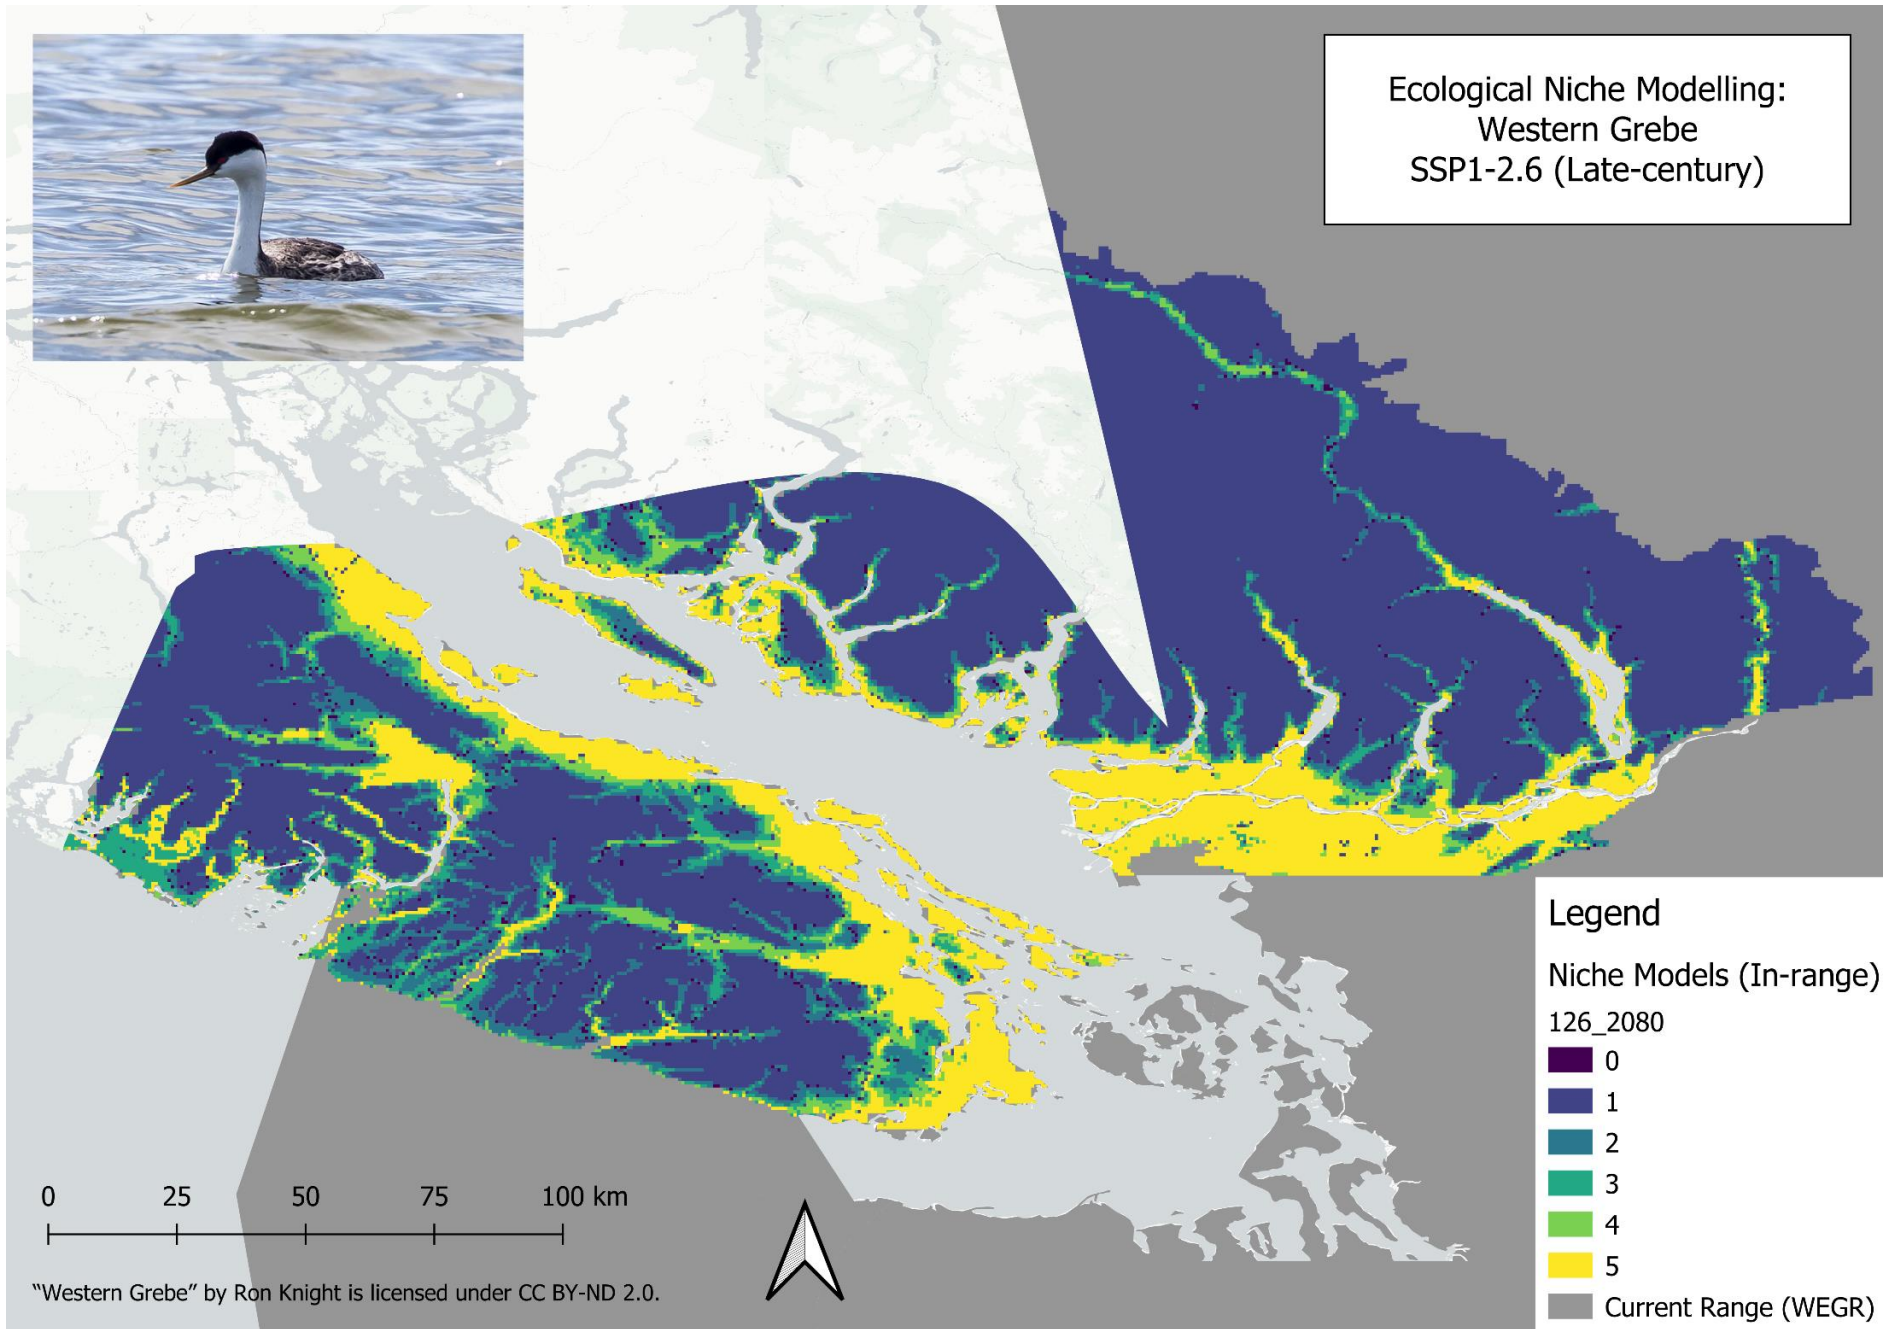 Ecological Niche Modelling:
Western Grebe
SSP1-2.6 (Late-century)
Legend
Niche Models (In-range)
126_2080
0
1
2
3
4
5
Current Range (WEGR)
0 25 50 75 100 km
“Western Grebe” by Ron Knight is licensed under CC BY-ND 2.0.